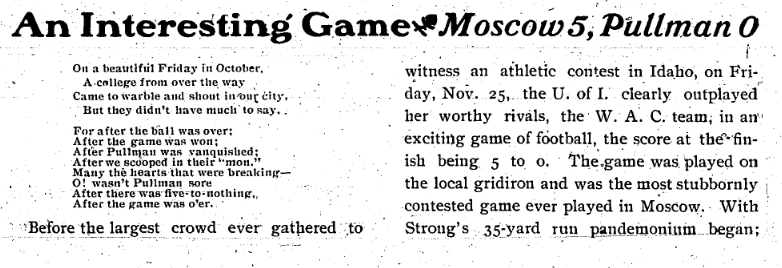 An Interesting Game Moscow 5, Pullman 0
On a beautiful Friday in October,
A college from over the way
Came to warble and shout in our city,
But they didn't have much to say.
For after the ball was over;
After the game was won;
After Pullman was vanquished;
After we scooped in their "mon."
Many the hearts that were breaking—
O! wasn't Pullman sore
After there was five-to-nothing,
After the game was o'er.
Before the largest crowd ever gathered to
witness an athletic contest in Idaho, on Fri-
day, Nov. 25, the U. of I. clearly outplayed
her worthy rivals, the W. A. C. team, in an
exciting game of football, the score at the fin-
ish being 5 to 0. The game was played on
the local gridiron and was the most stubbornly
contested game ever played in Moscow. With
Strong's 35-yard run pandemonium began;